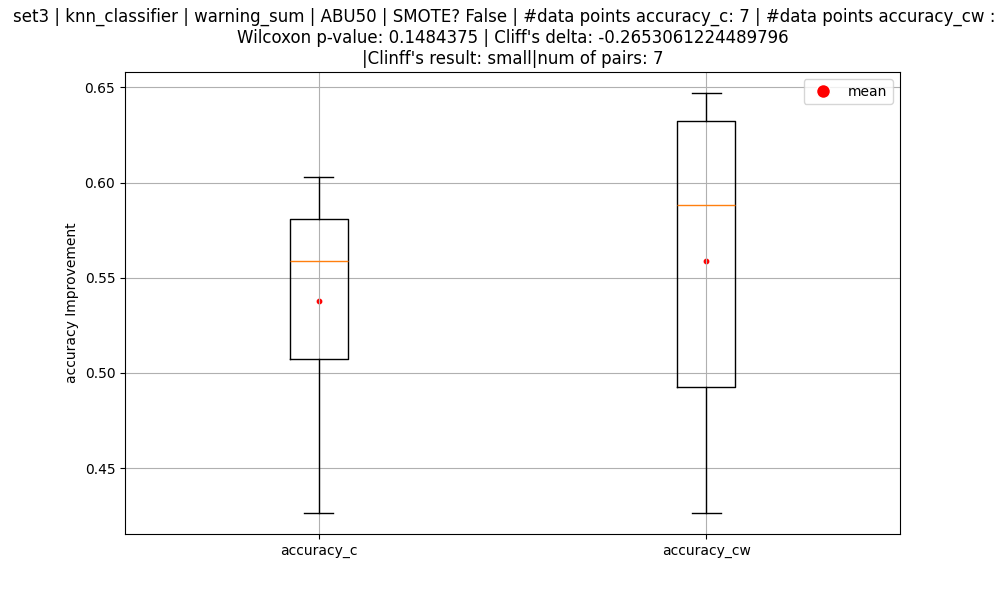 set3 | knn_classifier | warning_sum | ABU50 | SMOTE? False | #data points accuracy_c: 7 | #data points accuracy_cw :
Wilcoxon p-value: 0.1484375 | Cliff's delta: -0.2653061224489796
|Clinff's result: small|num of pairs: 7
mean
0.65
0.60
0.55
0.50
0.45
accuracy Improvement
accuracy_c
accuracy_cw